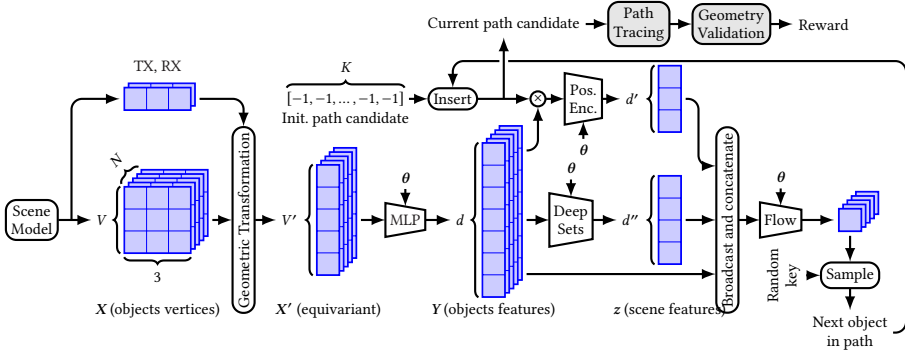 Current path candidate
Path
Tracing
Geometry
Validation
Reward
TX, RX
K
[−1, −1, ... , −1, −1]
Init. path candidate
Insert
⊗
Pos.
Enc.
θ
d′
N
V
3
Scene
Model
X (objects vertices)
Geometric Transformation
V′
X′ (equivariant)
θ
MLP
d
Y (objects features)
θ
Deep
Sets
d″
z (scene features)
Broadcast and concatenate
θ
Flow
Random
key
Sample
Next object
in path